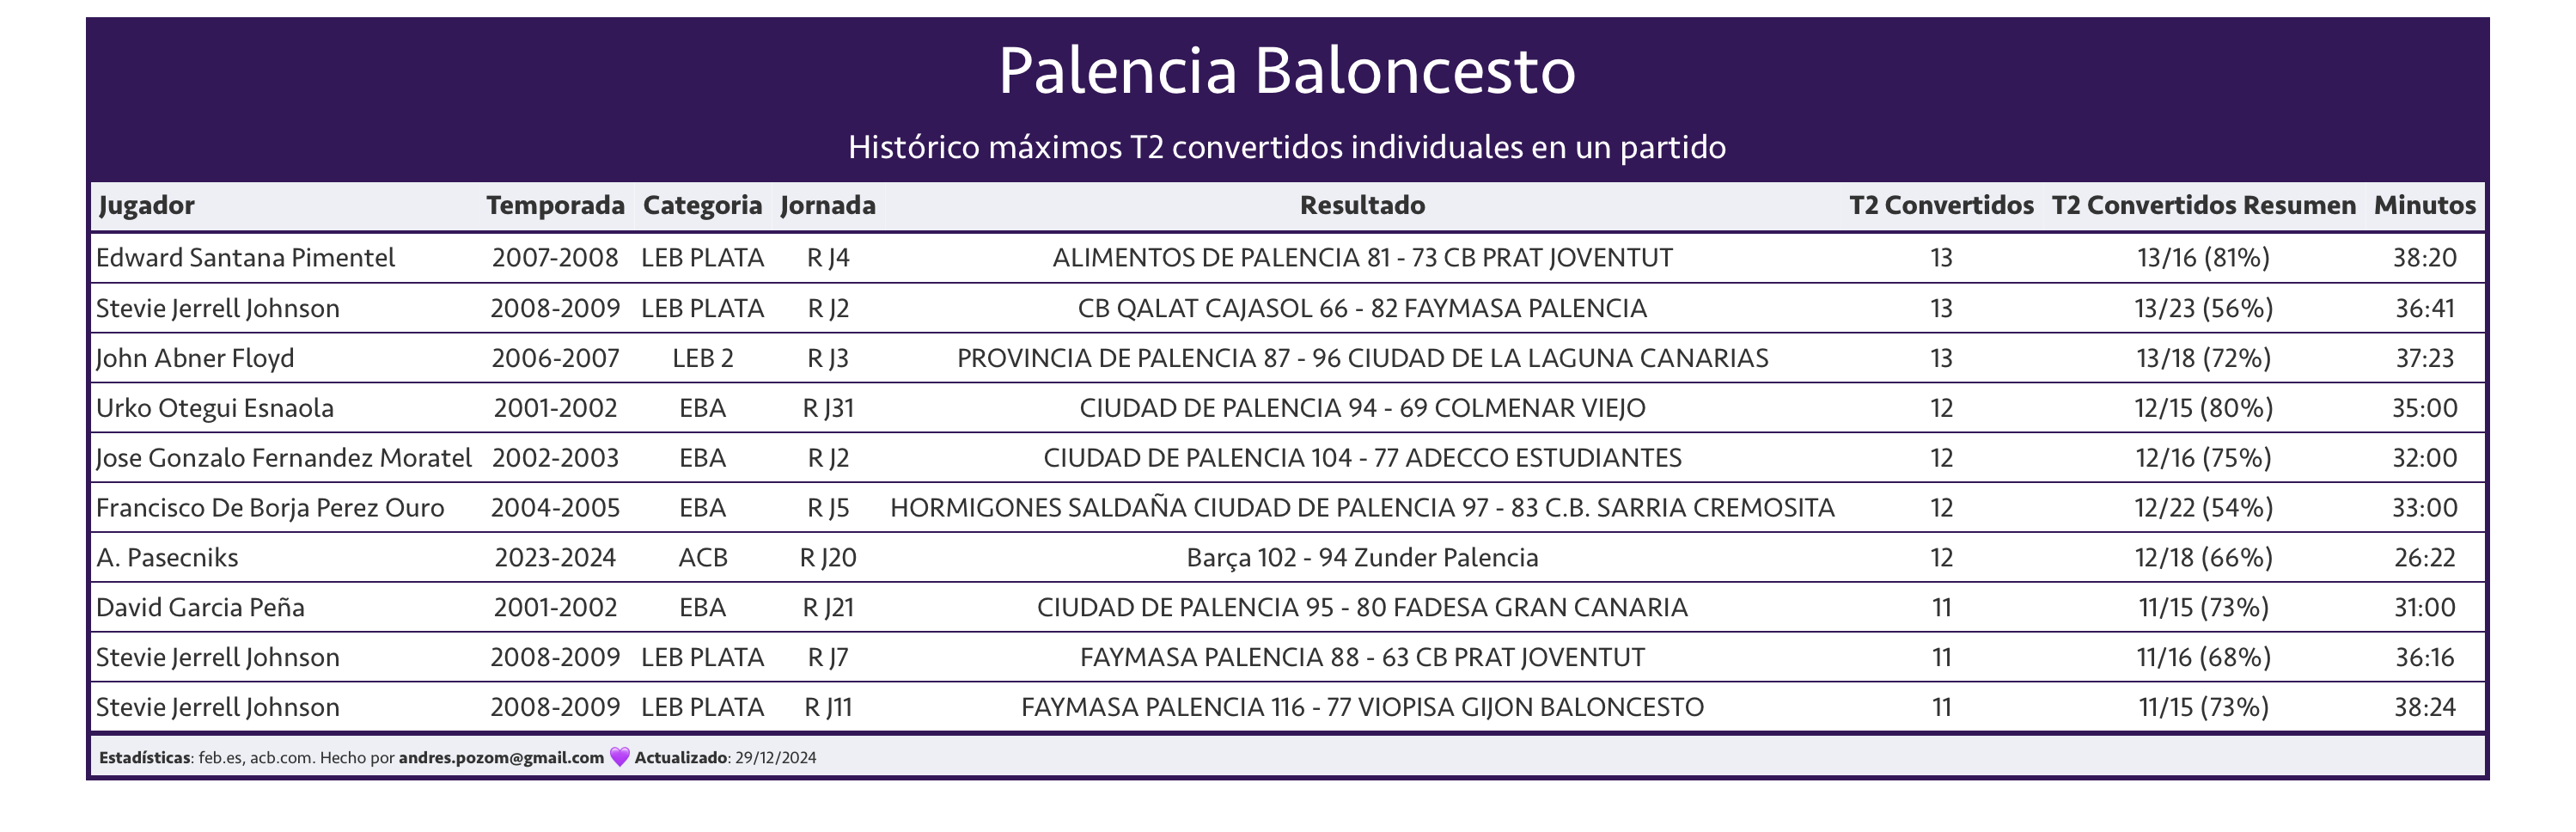 Palencia Baloncesto
Histórico máximos T2 convertidos individuales en un partido
Jugador Temporada Categoria Jornada Resultado T2 Convertidos T2 Convertidos Resumen Minutos
Edward Santana Pimentel 2007-2008 LEB PLATA R J4 ALIMENTOS DE PALENCIA 81 - 73 CB PRAT JOVENTUT 13 13/16 (81%) 38:20
Stevie Jerrell Johnson 2008-2009 LEB PLATA R J2 CB QALAT CAJASOL 66 - 82 FAYMASA PALENCIA 13 13/23 (56%) 36:41
John Abner Floyd 2006-2007 LEB 2 R J3 PROVINCIA DE PALENCIA 87 - 96 CIUDAD DE LA LAGUNA CANARIAS 13 13/18 (72%) 37:23
Urko Otegui Esnaola 2001-2002 EBA R J31 CIUDAD DE PALENCIA 94 - 69 COLMENAR VIEJO 12 12/15 (80%) 35:00
Jose Gonzalo Fernandez Moratel 2002-2003 EBA R J2 CIUDAD DE PALENCIA 104 - 77 ADECCO ESTUDIANTES 12 12/16 (75%) 32:00
Francisco De Borja Perez Ouro 2004-2005 EBA R J5 HORMIGONES SALDAÑA CIUDAD DE PALENCIA 97 - 83 C.B. SARRIA CREMOSITA 12 12/22 (54%) 33:00
A. Pasecniks 2023-2024 ACB R J20 Barça 102 - 94 Zunder Palencia 12 12/18 (66%) 26:22
David Garcia Peña 2001-2002 EBA R J21 CIUDAD DE PALENCIA 95 - 80 FADESA GRAN CANARIA 11 11/15 (73%) 31:00
Stevie Jerrell Johnson 2008-2009 LEB PLATA R J7 FAYMASA PALENCIA 88 - 63 CB PRAT JOVENTUT 11 11/16 (68%) 36:16
Stevie Jerrell Johnson 2008-2009 LEB PLATA R J11 FAYMASA PALENCIA 116 - 77 VIOPISA GIJON BALONCESTO 11 11/15 (73%) 38:24
Estadísticas: feb.es, acb.com. Hecho por andres.pozom@gmail.com 💜 Actualizado: 29/12/2024